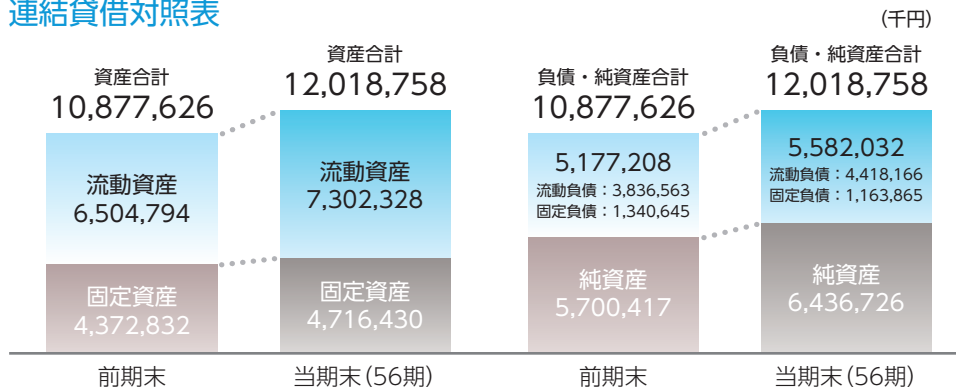 連結貸借対照表
(千円)
資産合計
10,877,626
流動資産
6,504,794
固定資産
4,372,832
前期末
資産合計
12,018,758
流動資産
7,302,328
固定資産
4,716,430
当期末(56期)
負債・純資産合計
10,877,626
5,177,208
流動負債:3,836,563
固定負債:1,340,645
純資産
5,700,417
前期末
負債・純資産合計
12,018,758
5,582,032
流動負債:4,418,166
固定負債:1,163,865
純資産
6,436,726
当期末(56期)